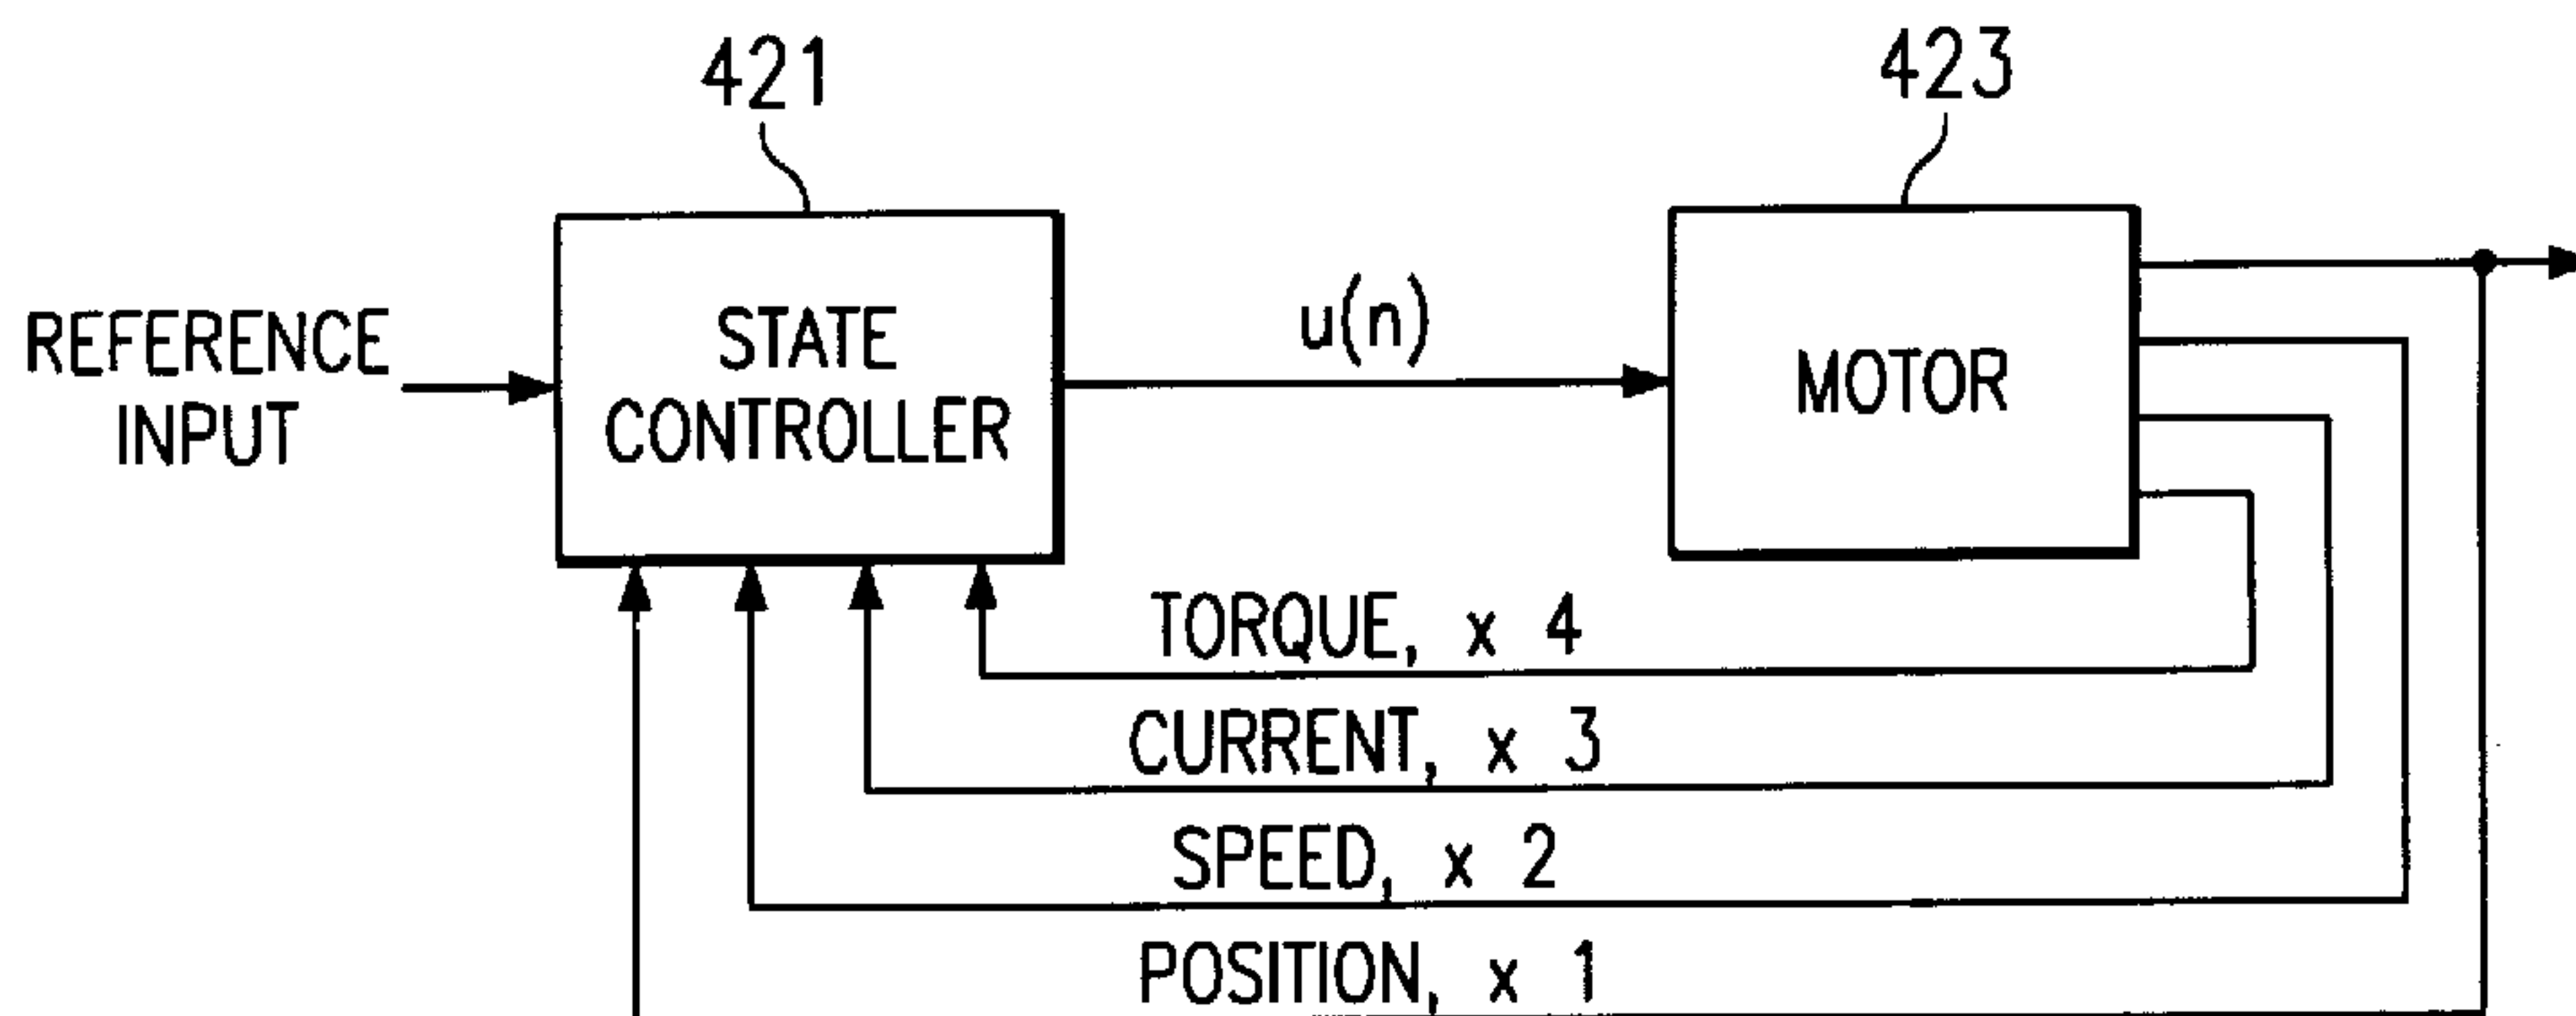 421
423
REFERENCE
INPUT
STATE
CONTROLLER
u(n)
MOTOR
TORQUE, x 4
CURRENT, x 3
SPEED, x 2
POSITION, x 1